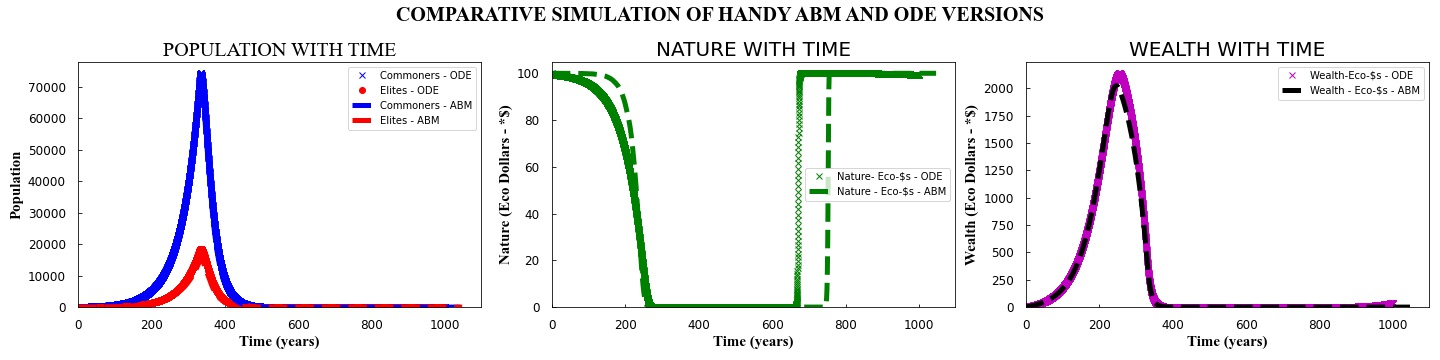 COMPARATIVE SIMULATION OF HANDY ABM AND ODE VERSIONS
POPULATION WITH TIME
Commoners - ODE
Elites - ODE
Commoners - ABM
Elites - ABM
70000
60000
50000
40000
30000
20000
10000
0
Population
0 200 400 600 800 1000
Time (years)
NATURE WITH TIME
Nature- Eco-$s - ODE
Nature - Eco-$s - ABM
100
80
60
40
20
0
Nature (Eco Dollars - *$)
0 200 400 600 800 1000
Time (years)
WEALTH WITH TIME
Wealth-Eco-$s - ODE
Wealth - Eco-$s - ABM
2000
1750
1500
1250
1000
750
500
250
0
Wealth (Eco Dollars - *$)
0 200 400 600 800 1000
Time (years)